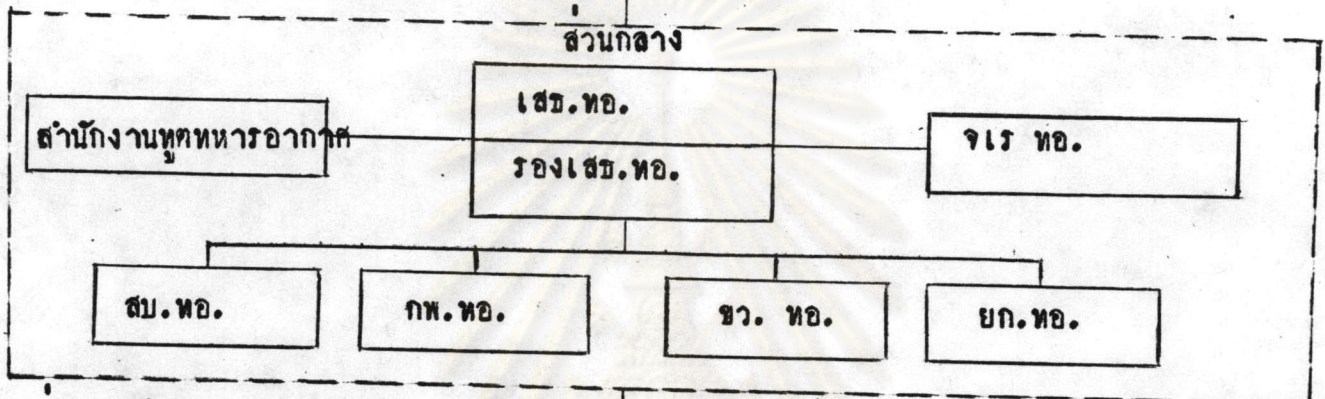 ส่วนกลาง
เสธ.ทอ.
สำนักงานทูตทหารอากาศ
จเร ทอ.
รองเสธ.ทอ.
สบ.ทอ.
กพ.ทอ.
ขว. ทอ.
ยก.ทอ.